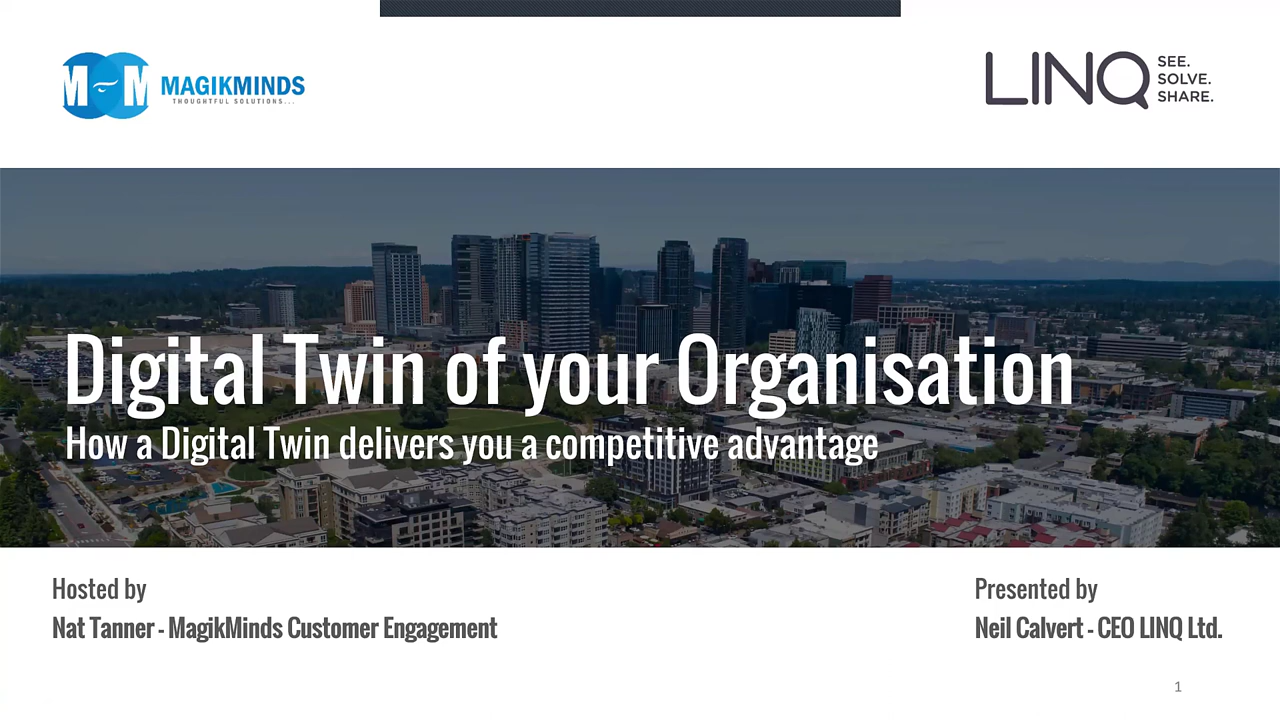 M M MAGIKMINDS
THOUGHTFUL SOLUTIONS...
LINQ
SEE.
SOLVE.
SHARE.
Digital Twin of your Organisation
How a Digital Twin delivers you a competitive advantage
Hosted by
Nat Tanner - MagikMinds Customer Engagement
Presented by
Neil Calvert - CEO LINQ Ltd.
1